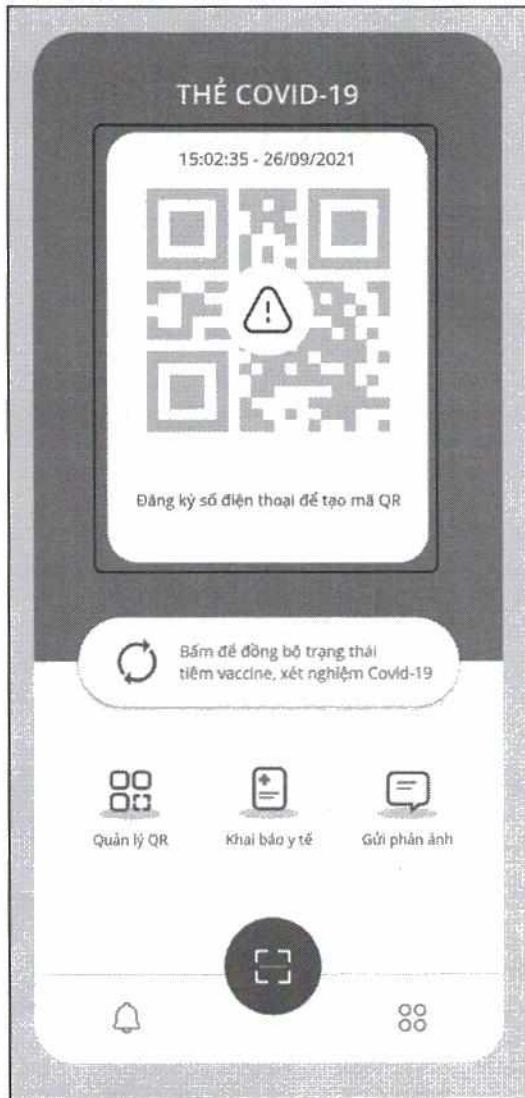 THẺ COVID-19
15:02:35 - 26/09/2021
Đăng ký số điện thoại để tạo mã QR
Bấm để đồng bộ trạng thái
tiêm vaccine, xét nghiệm Covid-19
Quản lý QR
Khai báo y tế
Gửi phản ánh